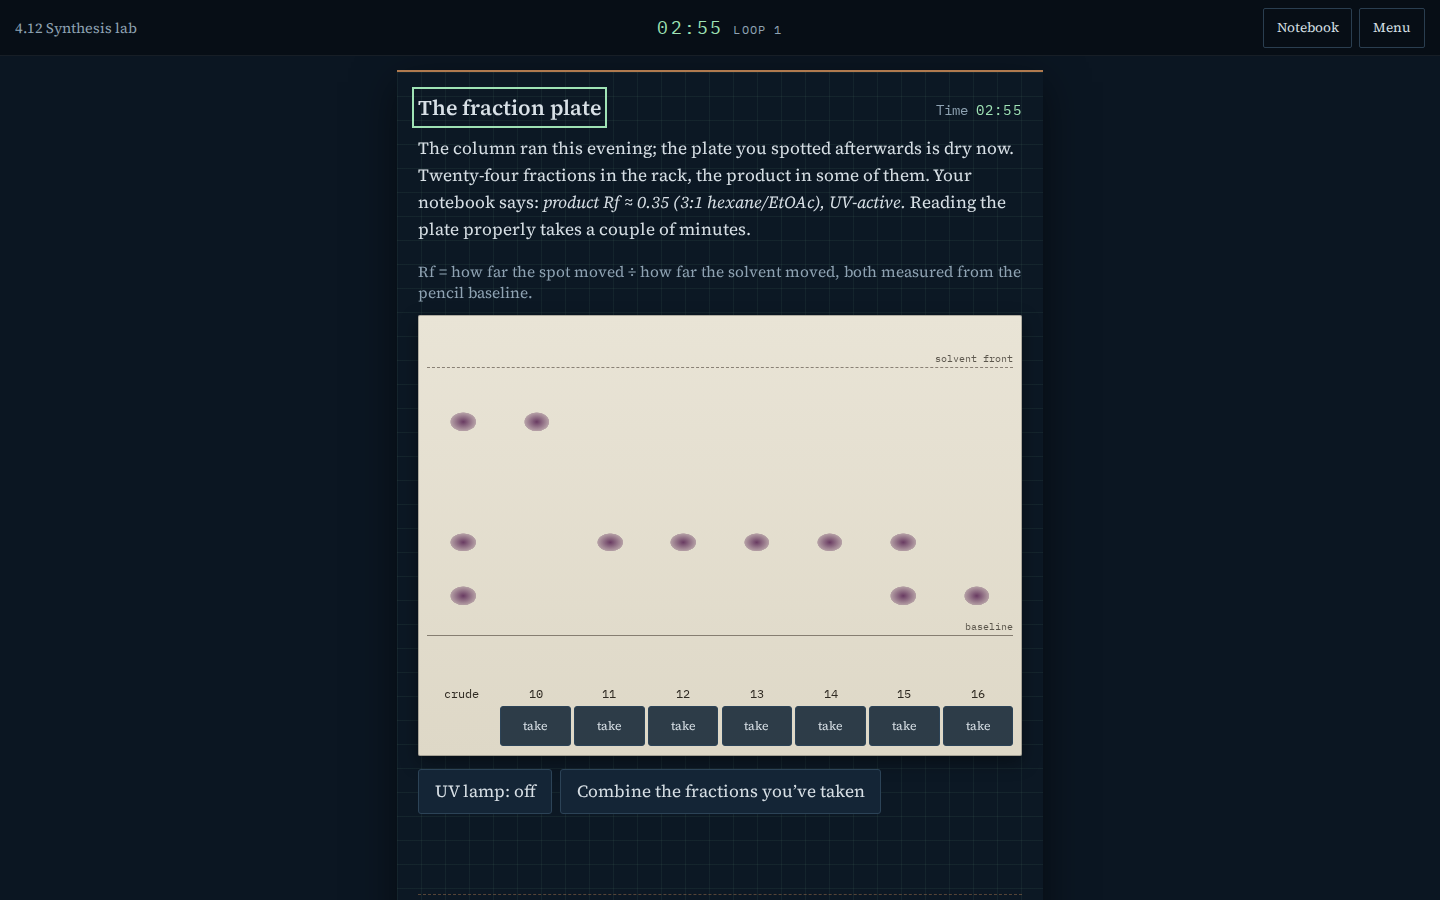 4.12 Synthesis lab
02:55 LOOP 1
Notebook
Menu
The fraction plate
Time 02:55
The column ran this evening; the plate you spotted afterwards is dry now.
Twenty-four fractions in the rack, the product in some of them. Your
notebook says: product Rf ≈ 0.35 (3:1 hexane/EtOAc), UV-active. Reading the
plate properly takes a couple of minutes.
Rf = how far the spot moved ÷ how far the solvent moved, both measured from the
pencil baseline.
solvent front
baseline
crude 10 11 12 13 14 15 16
take take take take take take take
UV lamp: off
Combine the fractions you’ve taken